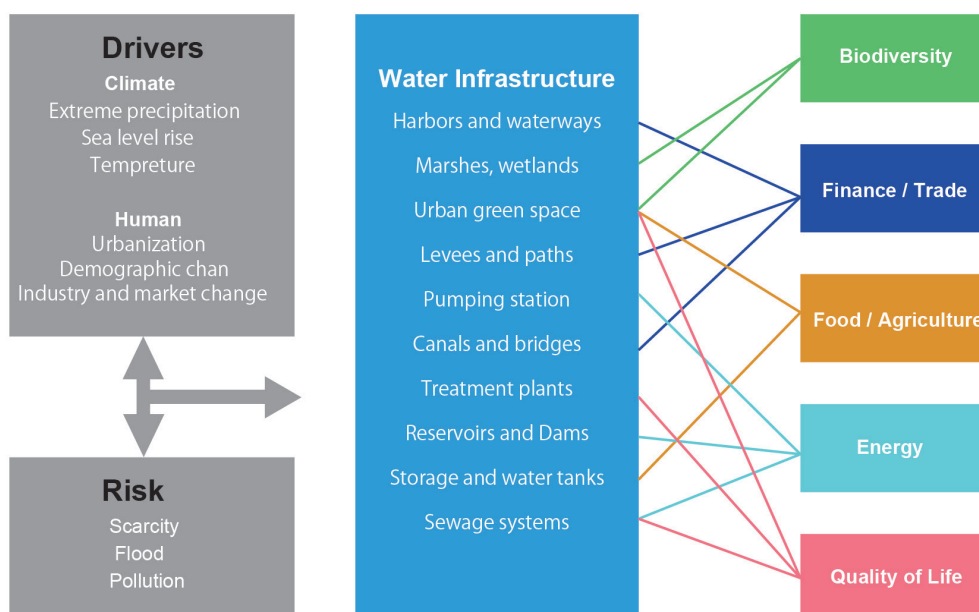 Drivers
Climate
Extreme precipitation
Sea level rise
Tempreture
Human
Urbanization
Demographic chan
Industry and market change
Risk
Scarcity
Flood
Pollution
Water Infrastructure
Harbors and waterways
Marshes, wetlands
Urban green space
Levees and paths
Pumping station
Canals and bridges
Treatment plants
Reservoirs and Dams
Storage and water tanks
Sewage systems
Biodiversity
Finance / Trade
Food / Agriculture
Energy
Quality of Life